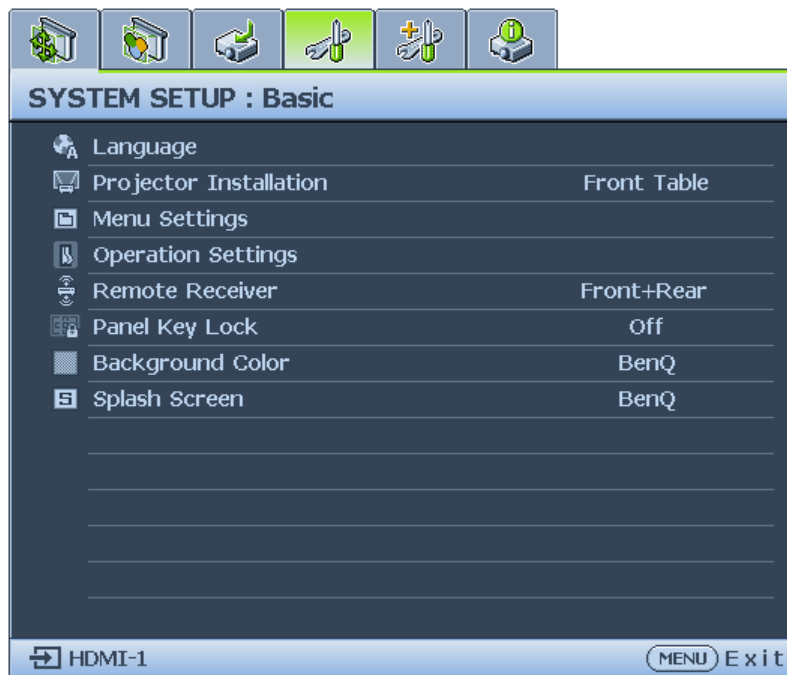 SYSTEM SETUP : Basic
Language
Projector Installation Front Table
Menu Settings
Operation Settings
Remote Receiver Front+Rear
Panel Key Lock Off
Background Color BenQ
Splash Screen BenQ
HDMI-1 MENU Exit